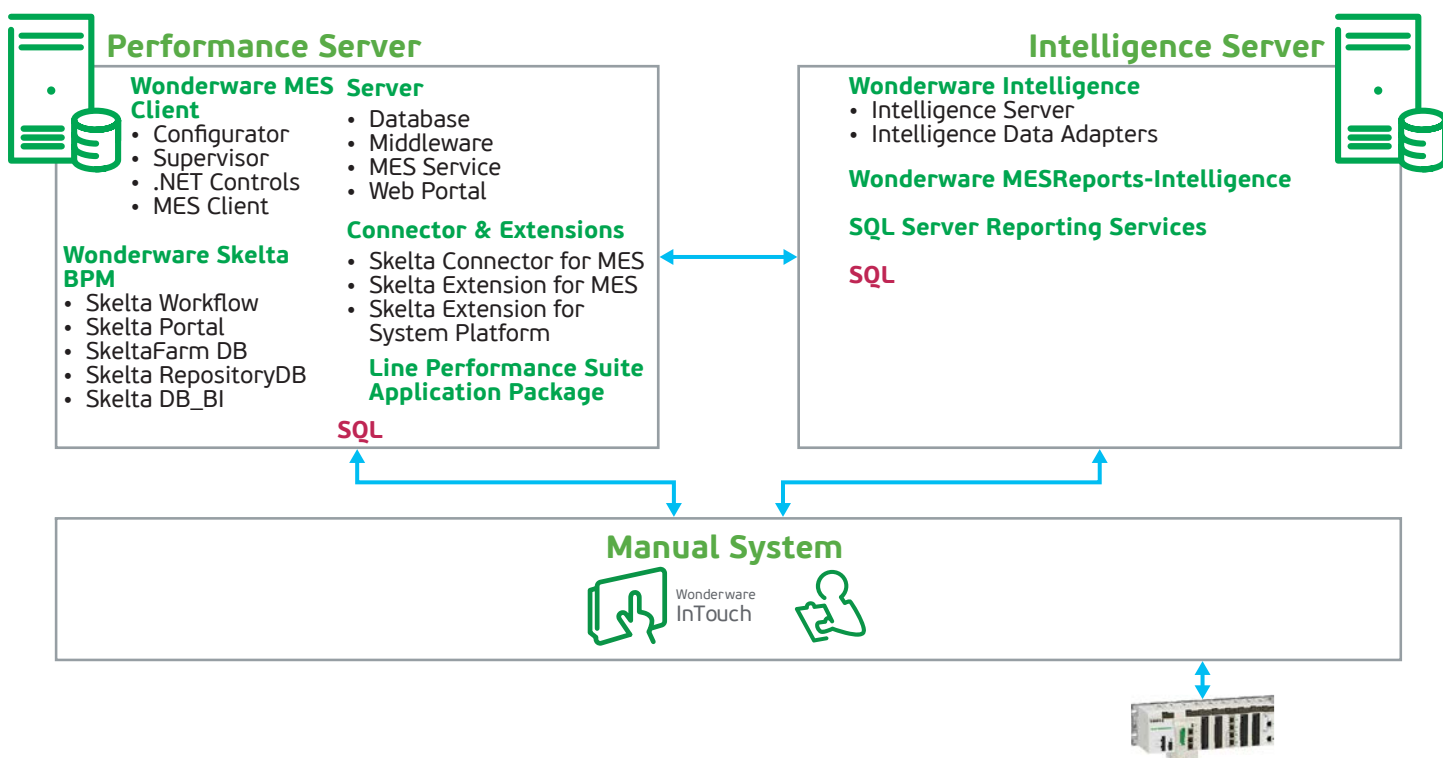 Performance Server
Wonderware MES
Client
• Configurator
• Supervisor
• .NET Controls
• MES Client
Wonderware Skelta
BPM
• Skelta Workflow
• Skelta Portal
• SkeltaFarm DB
• Skelta RepositoryDB
• Skelta DB_BI
Server
• Database
• Middleware
• MES Service
• Web Portal
Connector & Extensions
• Skelta Connector for MES
• Skelta Extension for MES
• Skelta Extension for
System Platform
Line Performance Suite
Application Package
SQL
Intelligence Server
Wonderware Intelligence
• Intelligence Server
• Intelligence Data Adapters
Wonderware MESReports-Intelligence
SQL Server Reporting Services
SQL
Manual System
Wonderware
InTouch